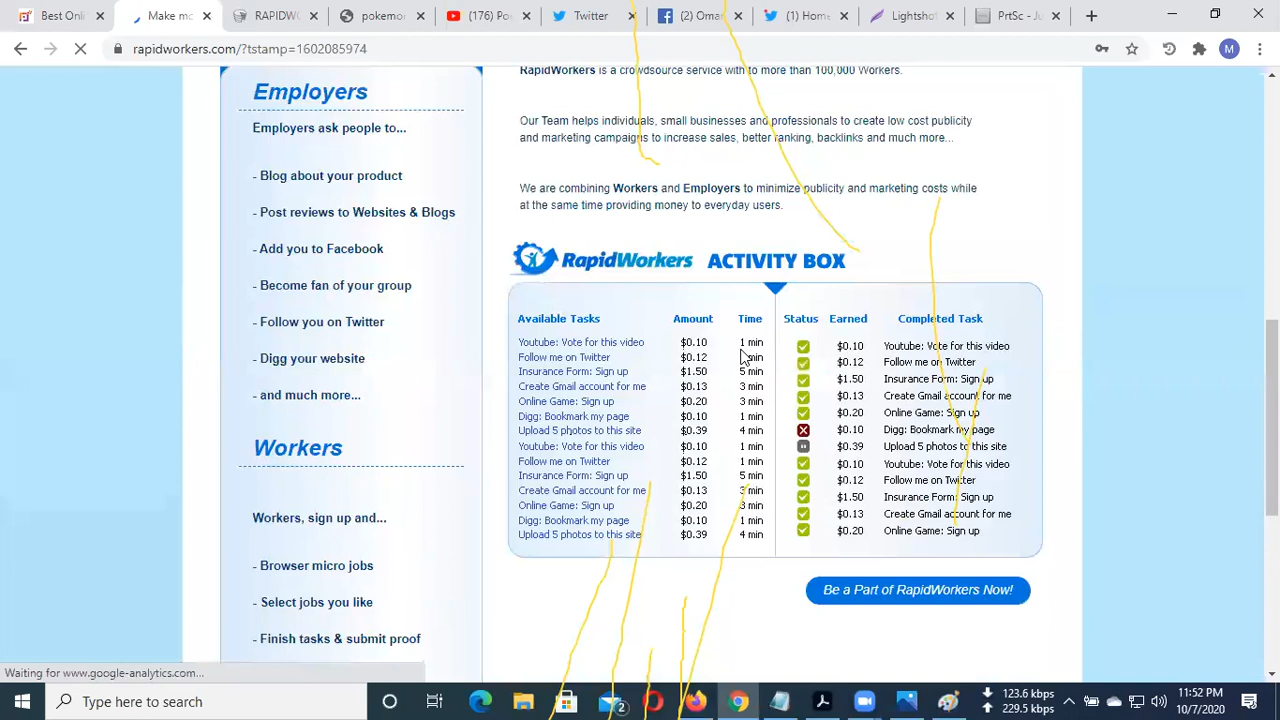 Best Onlin
Make mo
RAPIDWO
pokemon
(176) Po
Twitter
(2) Omar
(1) Home
Lightshot
PrtSc - Ju
rapidworkers.com/?tstamp=1602085974
M
Employers
Employers ask people to...
- Blog about your product
- Post reviews to Websites & Blogs
- Add you to Facebook
- Become fan of your group
- Follow you on Twitter
- Digg your website
- and much more...
Workers
Workers, sign up and...
- Browser micro jobs
- Select jobs you like
- Finish tasks & submit proof
RapidWorkers is a crowdsource service with to more than 100,000 Workers.
Our Team helps individuals, small businesses and professionals to create low cost publicity
and marketing campaigns to increase sales, better ranking, backlinks and much more...
We are combining Workers and Employers to minimize publicity and marketing costs while
at the same time providing money to everyday users.
RapidWorkers ACTIVITY BOX
Available Tasks Amount Time
Youtube: Vote for this video $0.10 1 min
Follow me on Twitter $0.12 min
Insurance Form: Sign up $1.50 5 min
Create Gmail account for me $0.13 3 min
Online Game: Sign up $0.20 3 min
Digg: Bookmark my page $0.10 1 min
Upload 5 photos to this site $0.39 4 min
Youtube: Vote for this video $0.10 1 min
Follow me on Twitter $0.12 1 min
Insurance Form: Sign up $1.50 5 min
Create Gmail account for me $0.13 3 min
Online Game: Sign up $0.20 3 min
Digg: Bookmark my page $0.10 1 min
Upload 5 photos to this site $0.39 4 min
Status Earned Completed Task
$0.10 Youtube: Vote for this video
$0.12 Follow me on Twitter
$1.50 Insurance Form: Sign up
$0.13 Create Gmail account for me
$0.20 Online Game: Sign up
$0.10 Digg: Bookmark my page
$0.39 Upload 5 photos to this site
$0.10 Youtube: Vote for this video
$0.12 Follow me on Twitter
$1.50 Insurance Form: Sign up
$0.13 Create Gmail account for me
$0.20 Online Game: Sign up
Be a Part of RapidWorkers Now!
Waiting for www.google-analytics.com...
Type here to search
2
123.6 kbps
229.5 kbps
11:52 PM
10/7/2020